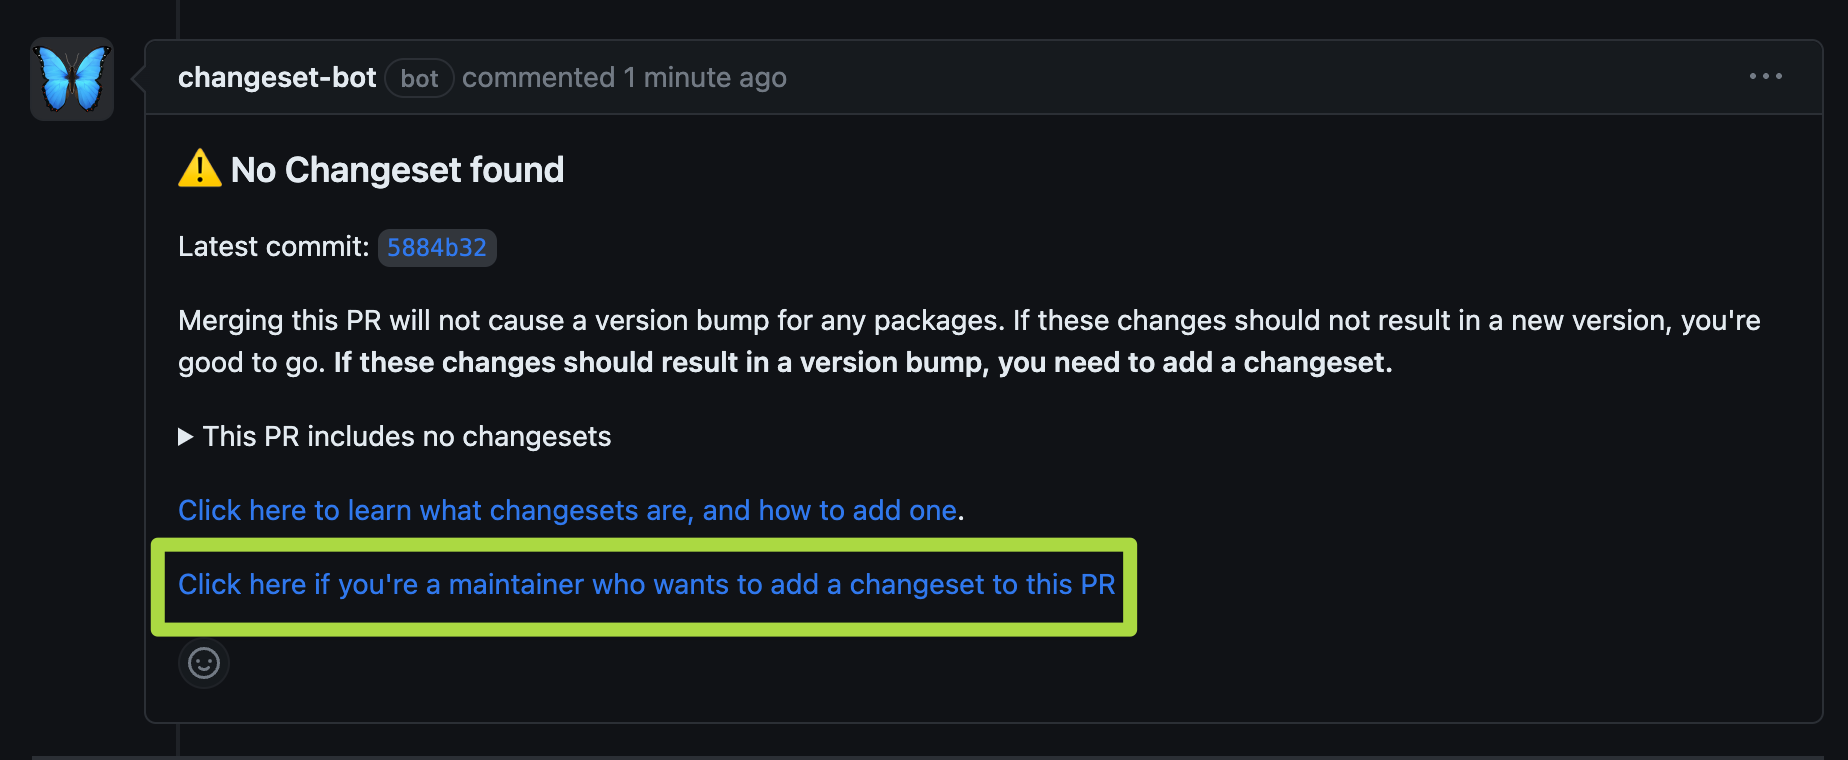 changeset-bot bot commented 1 minute ago
No Changeset found
Latest commit: 5884b32
Merging this PR will not cause a version bump for any packages. If these changes should not result in a new version, you're
good to go. If these changes should result in a version bump, you need to add a changeset.
This PR includes no changesets
Click here to learn what changesets are, and how to add one.
Click here if you're a maintainer who wants to add a changeset to this PR